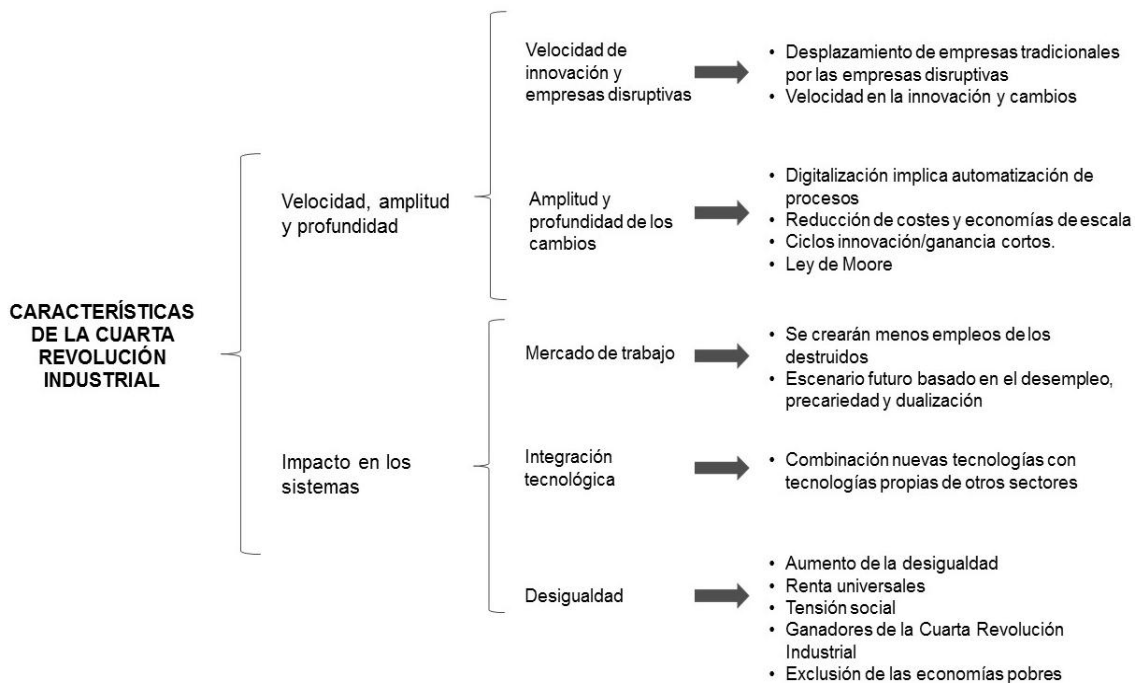 CARACTERÍSTICAS
DE LA CUARTA
REVOLUCIÓN
INDUSTRIAL
Velocidad, amplitud
y profundidad
Velocidad de
innovación y
empresas disruptivas
• Desplazamiento de empresas tradicionales
por las empresas disruptivas
• Velocidad en la innovación y cambios
Amplitud y
profundidad de los
cambios
• Digitalización implica automatización de
procesos
• Reducción de costes y economías de escala
• Ciclos innovación/ganancia cortos.
• Ley de Moore
Impacto en los
sistemas
Mercado de trabajo
• Se crearán menos empleos de los
destruidos
• Escenario futuro basado en el desempleo,
precariedad y dualización
Integración
tecnológica
• Combinación nuevas tecnologías con
tecnologías propias de otros sectores
Desigualdad
• Aumento de la desigualdad
• Renta universales
• Tensión social
• Ganadores de la Cuarta Revolución
Industrial
• Exclusión de las economías pobres